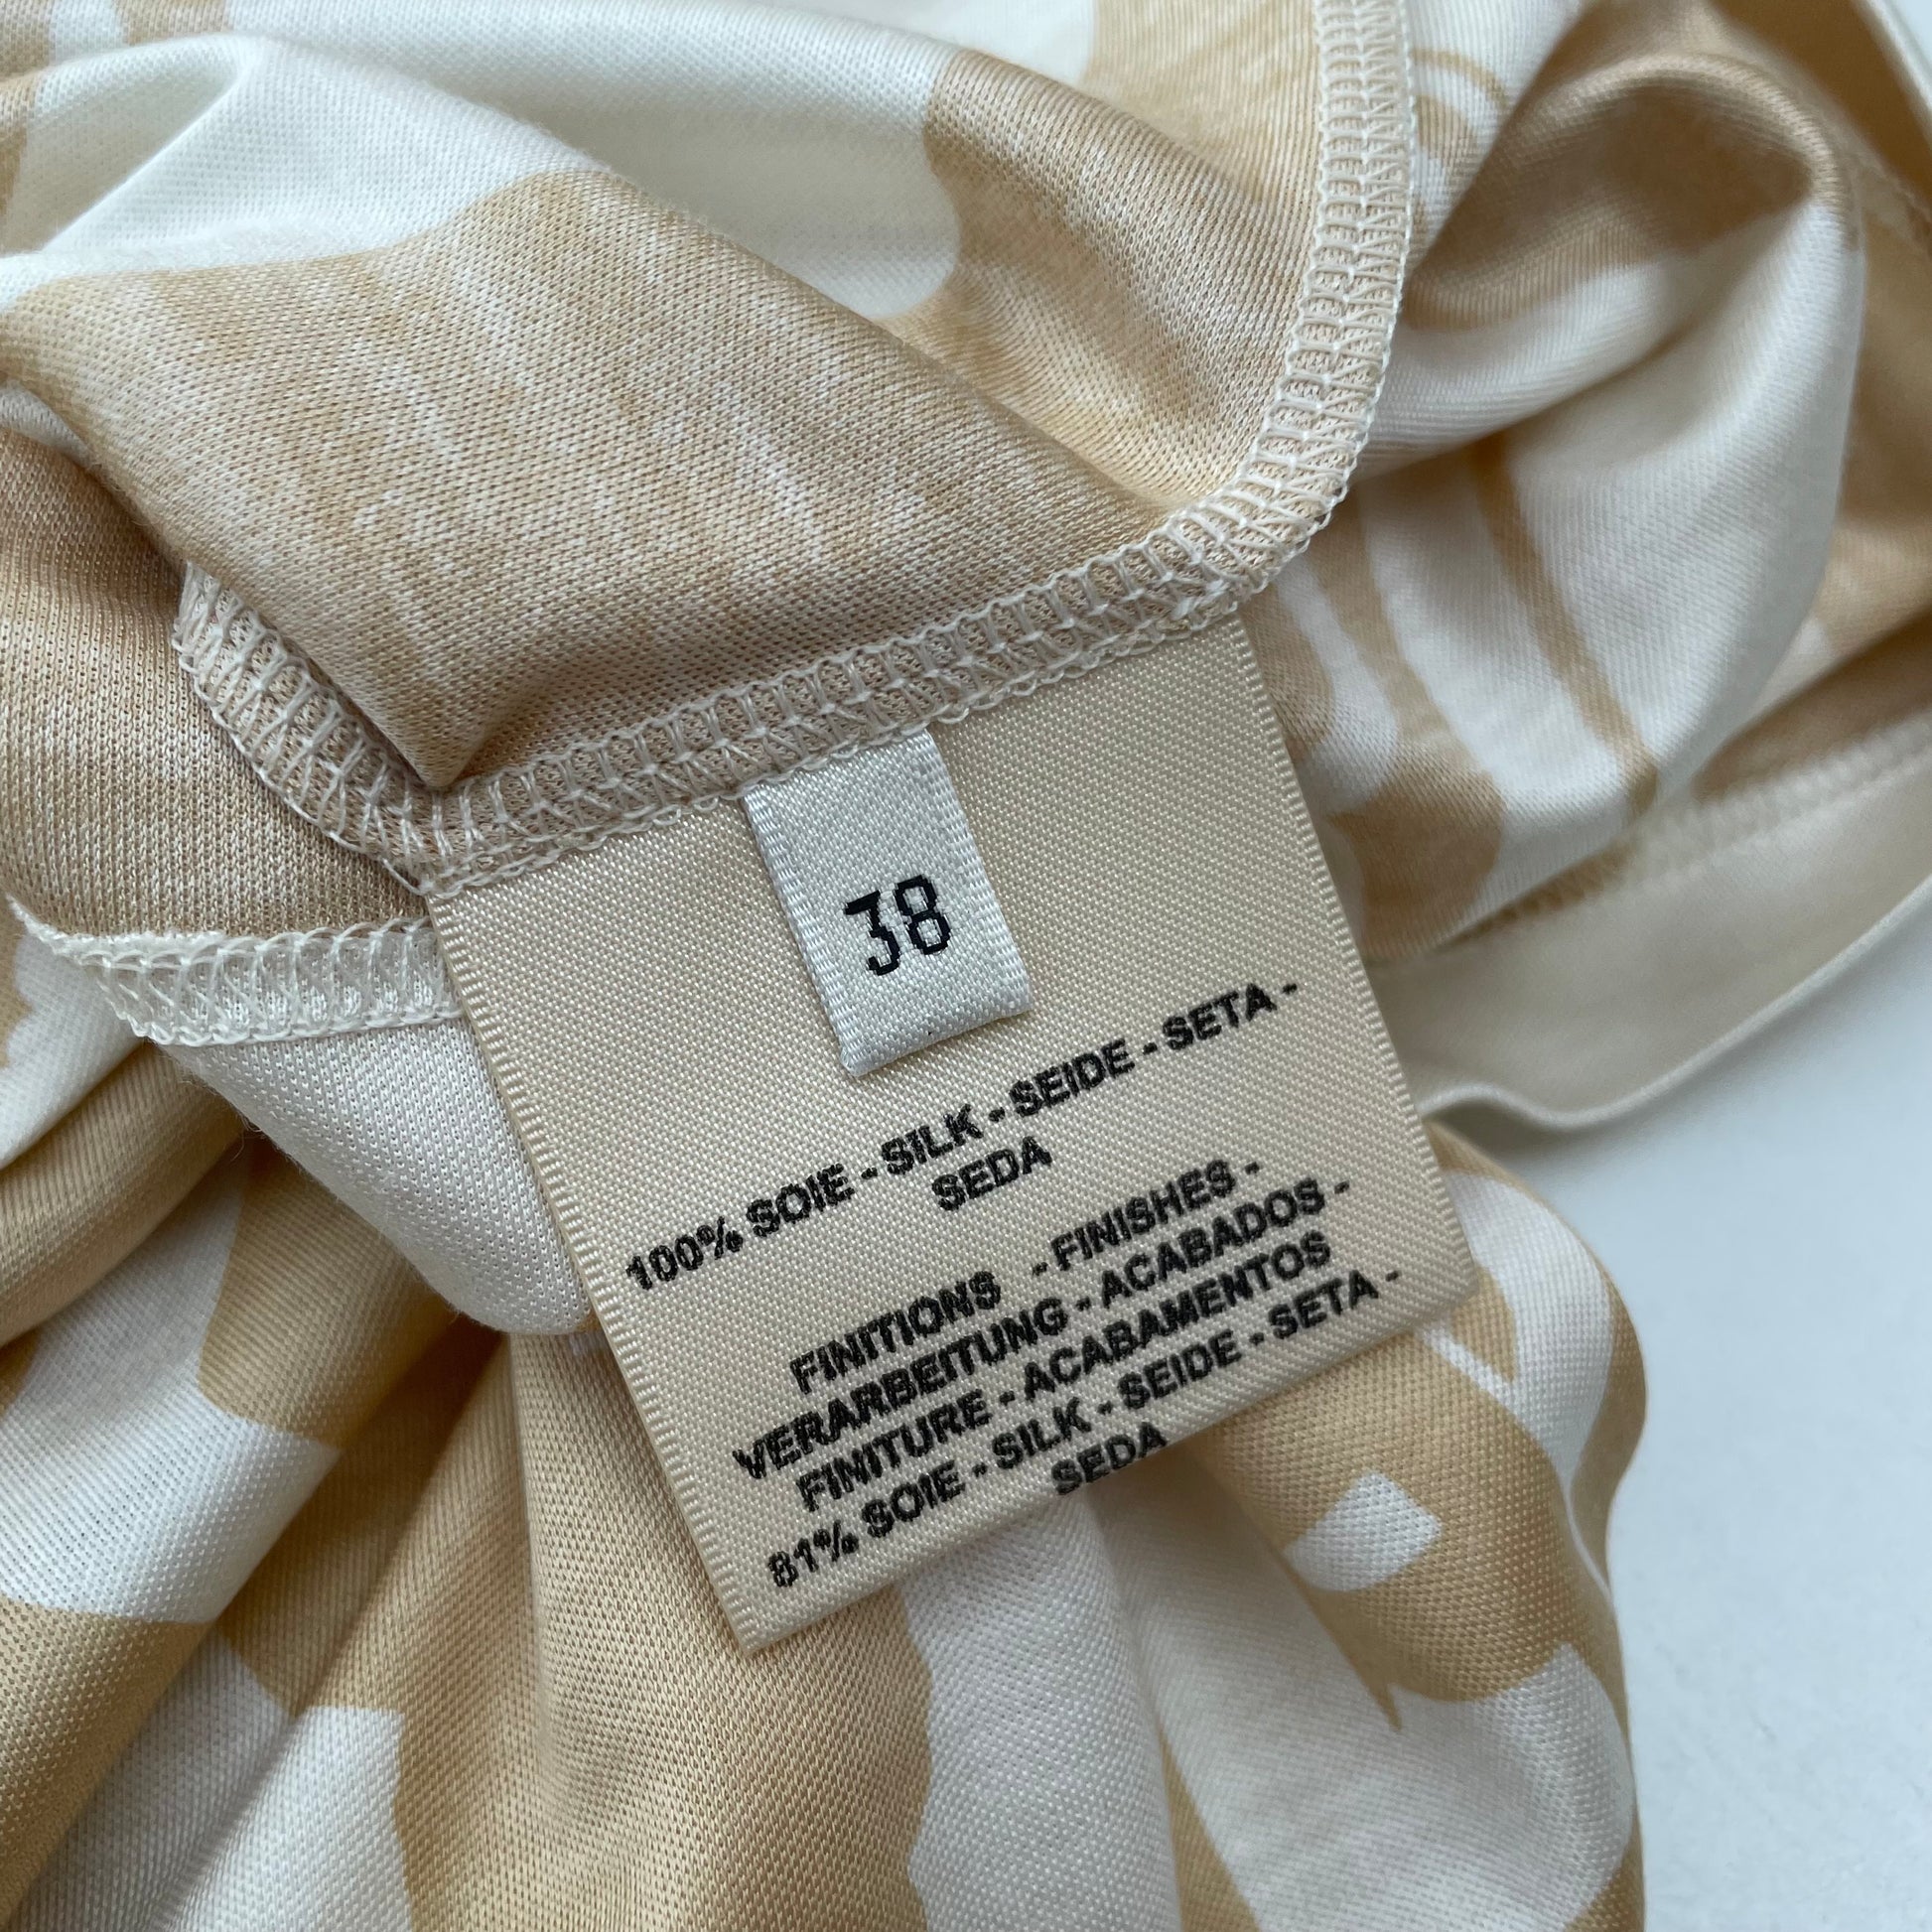 38
100% SOIE - SILK - SEIDE - SETA -
SEDA
FINITIONS - FINISHES -
VERARBEITUNG - ACABADOS -
FINITURE - ACABAMENTOS
81% SOIE - SILK - SEIDE - SETA -
SEDA